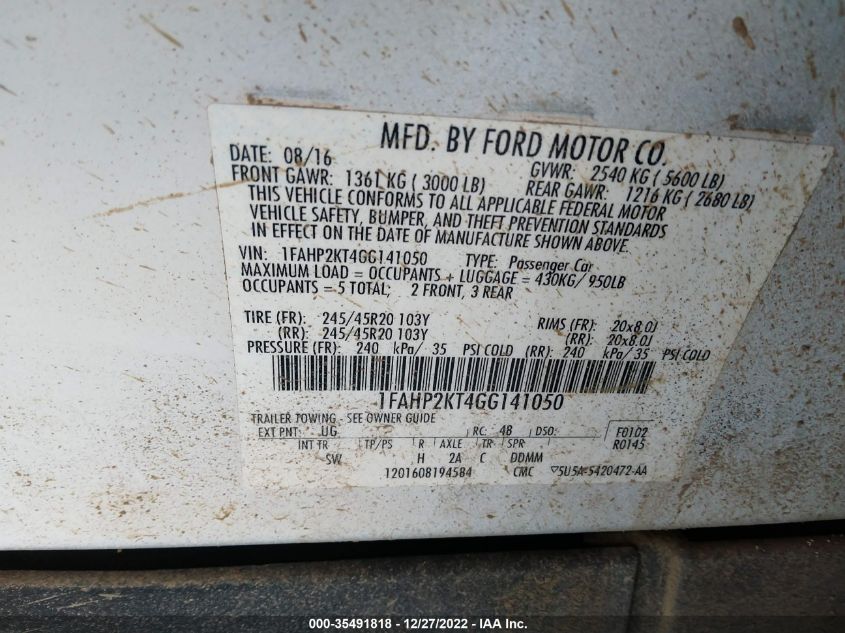 MFD. BY FORD MOTOR CO.
DATE: 08/16 GVWR: 2540 KG ( 5600 LB)
FRONT GAWR: 1361 KG ( 3000 LB) REAR GAWR: 1216 KG ( 2680 LB)
THIS VEHICLE CONFORMS TO ALL APPLICABLE FEDERAL MOTOR
VEHICLE SAFETY, BUMPER, AND THEFT PREVENTION STANDARDS
IN EFFECT ON THE DATE OF MANUFACTURE SHOWN ABOVE.
VIN: 1FAHP2KT4GG141050 TYPE: Passenger Car
MAXIMUM LOAD = OCCUPANTS + LUGGAGE = 430KG/ 950LB
OCCUPANTS = 5 TOTAL; 2 FRONT, 3 REAR
TIRE (FR): 245/45R20 103Y RIMS (FR): 20x8.0J
(RR): 245/45R20 103Y (RR): 20x8.0J
PRESSURE (FR): 240 kPa/ 35 PSI COLD (RR): 240 kPa/ 35 PSI COLD
1FAHP2KT4GG141050
TRAILER TOWING - SEE OWNER GUIDE
EXT PNT: UG RC: 48 DSO: F0102
INT TR TP/PS R AXLE TR SPR R0145
SW H 2A C DDMM
1201608194584 CMC ▽5U5A-5420472-AA
000-35491818 - 12/27/2022 - IAA Inc.